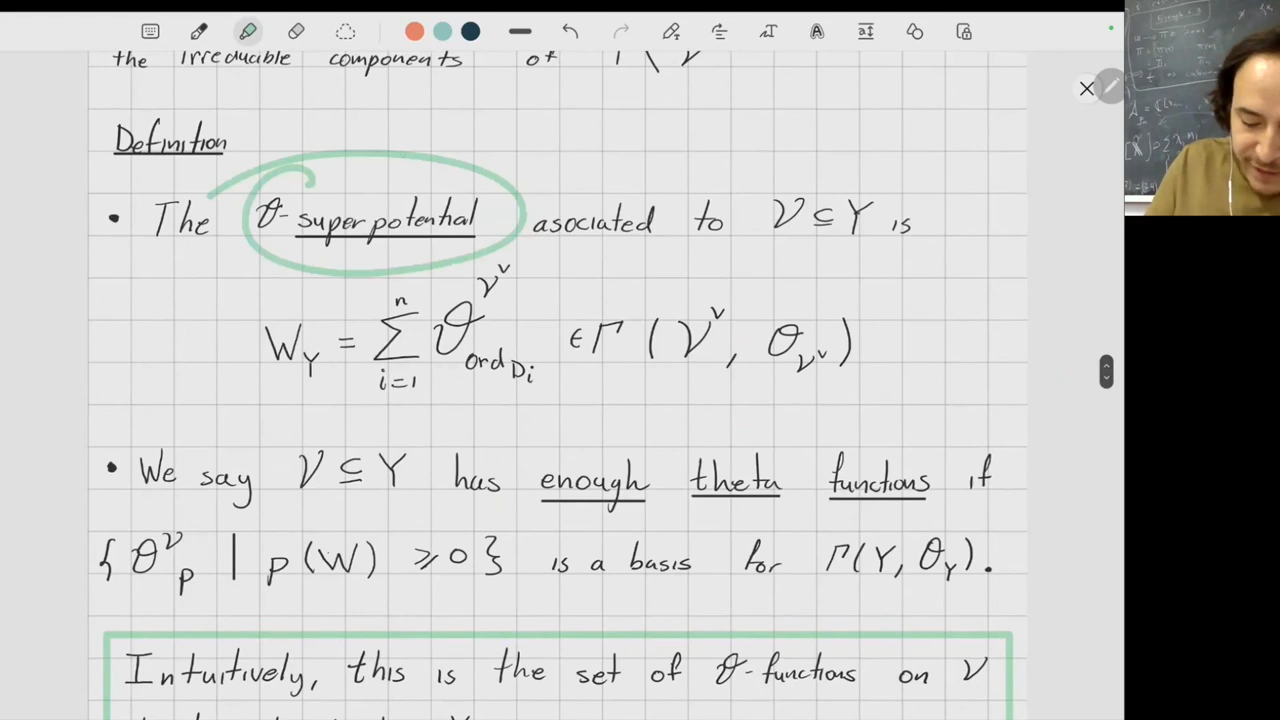 the irreducible components of Y \ V
Definition
• The ϑ-superpotential asociated to V ⊆ Y is
W_Y = Σ_{i=1}^{n} ϑ^{V^∨}_{ord_{D_i}} ∈ Γ(V^∨, O_{V^∨})
• We say V ⊆ Y has enough theta functions if
{ ϑ^V_p | p(W) ≥ 0 } is a basis for Γ(Y, O_Y).
Intuitively, this is the set of ϑ-functions on V